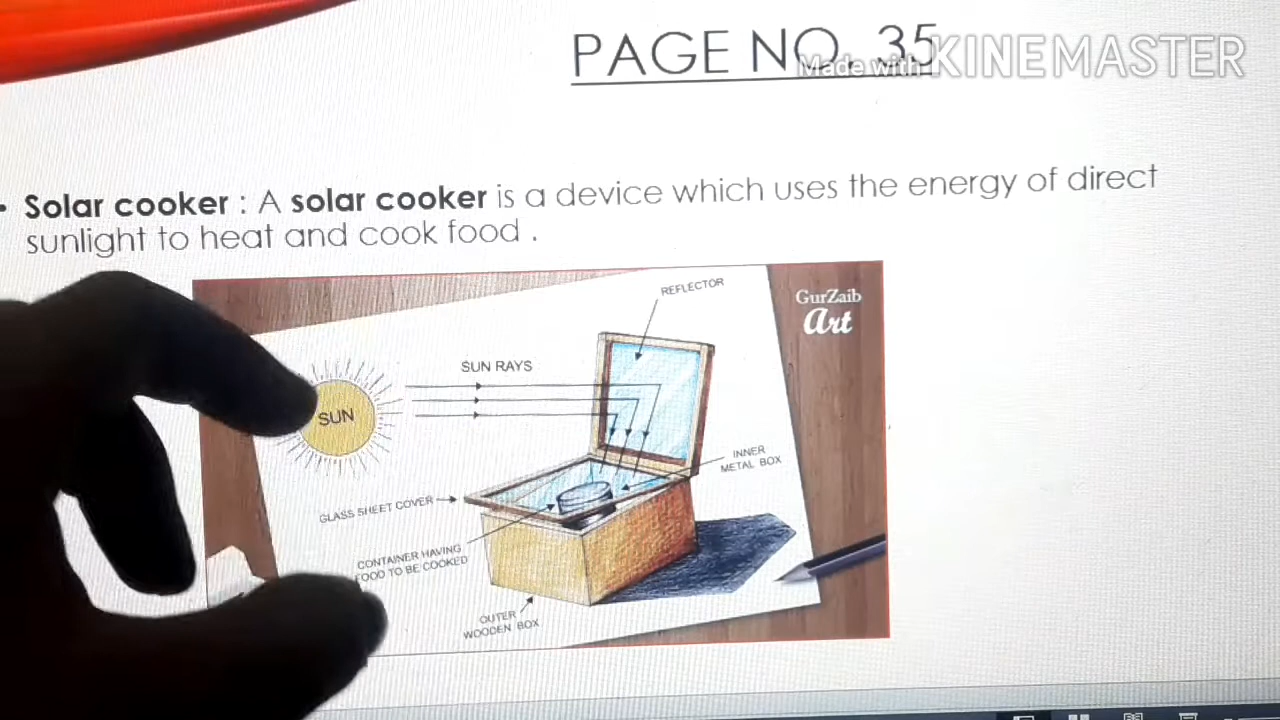 PAGE NO. 35
Made with KINEMASTER
• Solar cooker : A solar cooker is a device which uses the energy of direct
sunlight to heat and cook food .
REFLECTOR
GurZaib
Art
SUN RAYS
SUN
INNER
METAL BOX
GLASS SHEET COVER
CONTAINER HAVING
FOOD TO BE COOKED
OUTER
WOODEN BOX